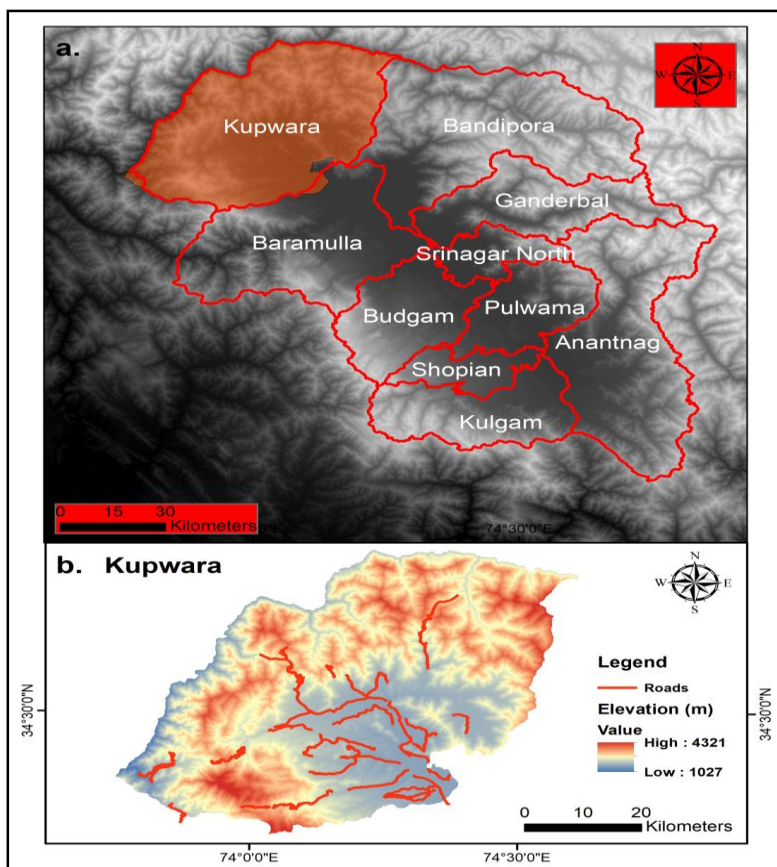 a.
N
W E
S
Kupwara
Bandipora
Ganderbal
Baramulla
Srinagar North
Budgam
Pulwama
Anantnag
Shopian
Kulgam
0 15 30
Kilometers
74°30'0"E
b. Kupwara
N
W E
S
Legend
Roads
Elevation (m)
Value
High : 4321
Low : 1027
34°30'0"N
34°30'0"N
0 10 20
Kilometers
74°0'0"E
74°30'0"E